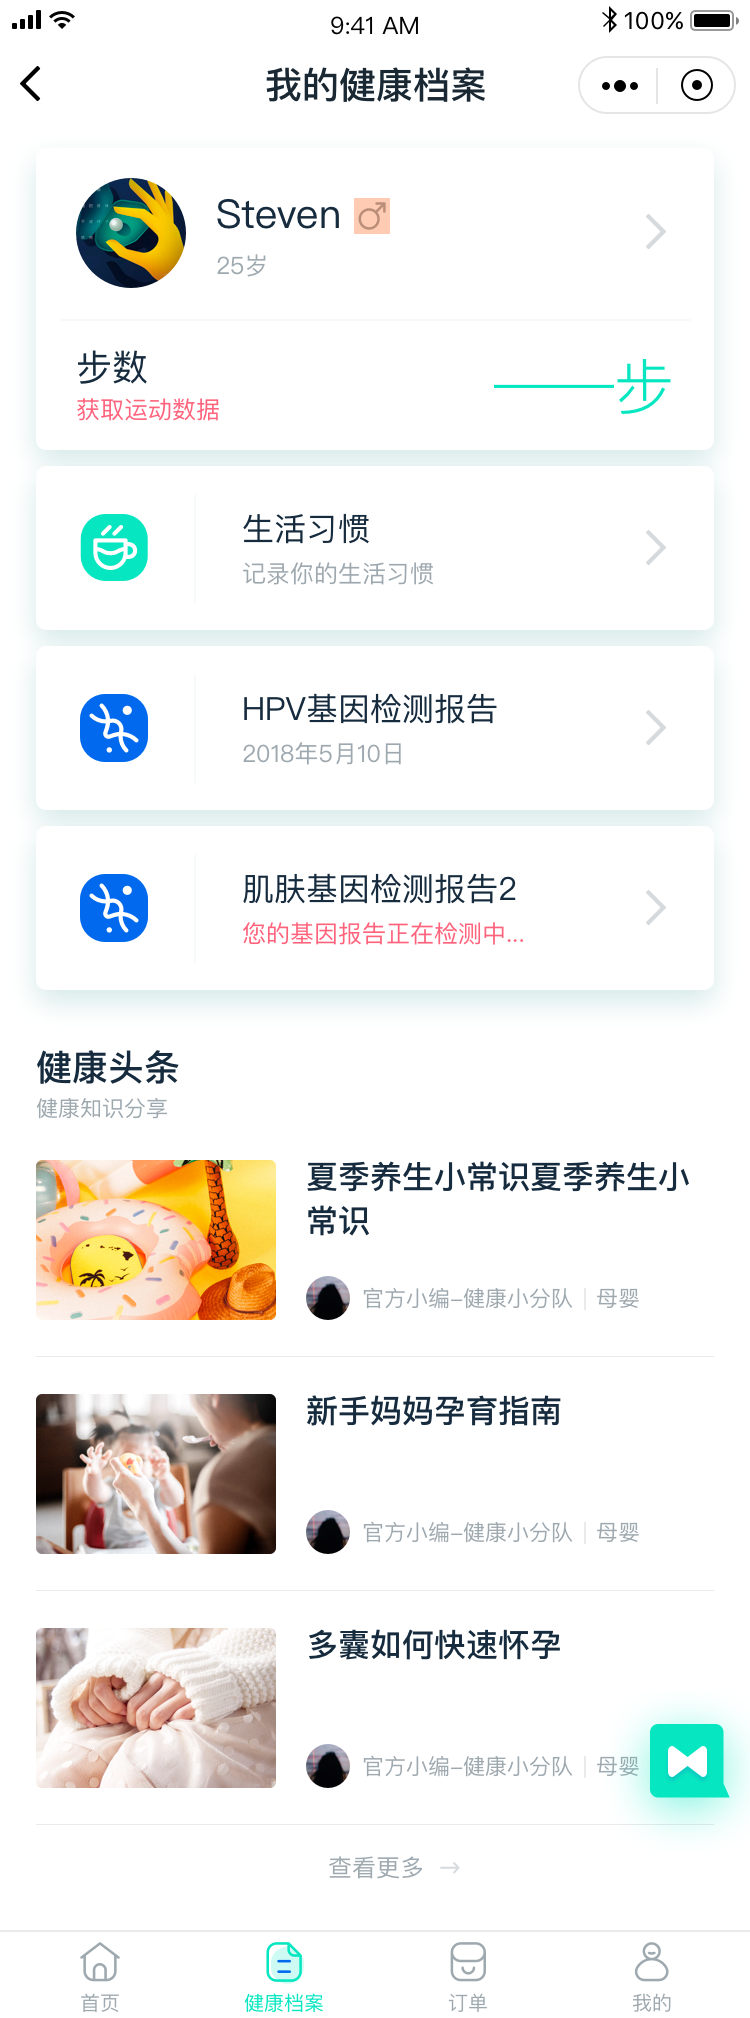 9:41 AM
100%
我的健康档案
Steven
25岁
步数
——步
获取运动数据
生活习惯
记录你的生活习惯
HPV基因检测报告
2018年5月10日
肌肤基因检测报告2
您的基因报告正在检测中...
健康头条
健康知识分享
夏季养生小常识夏季养生小
常识
官方小编-健康小分队 | 母婴
新手妈妈孕育指南
官方小编-健康小分队 | 母婴
多囊如何快速怀孕
官方小编-健康小分队 | 母婴
查看更多 →
首页
健康档案
订单
我的